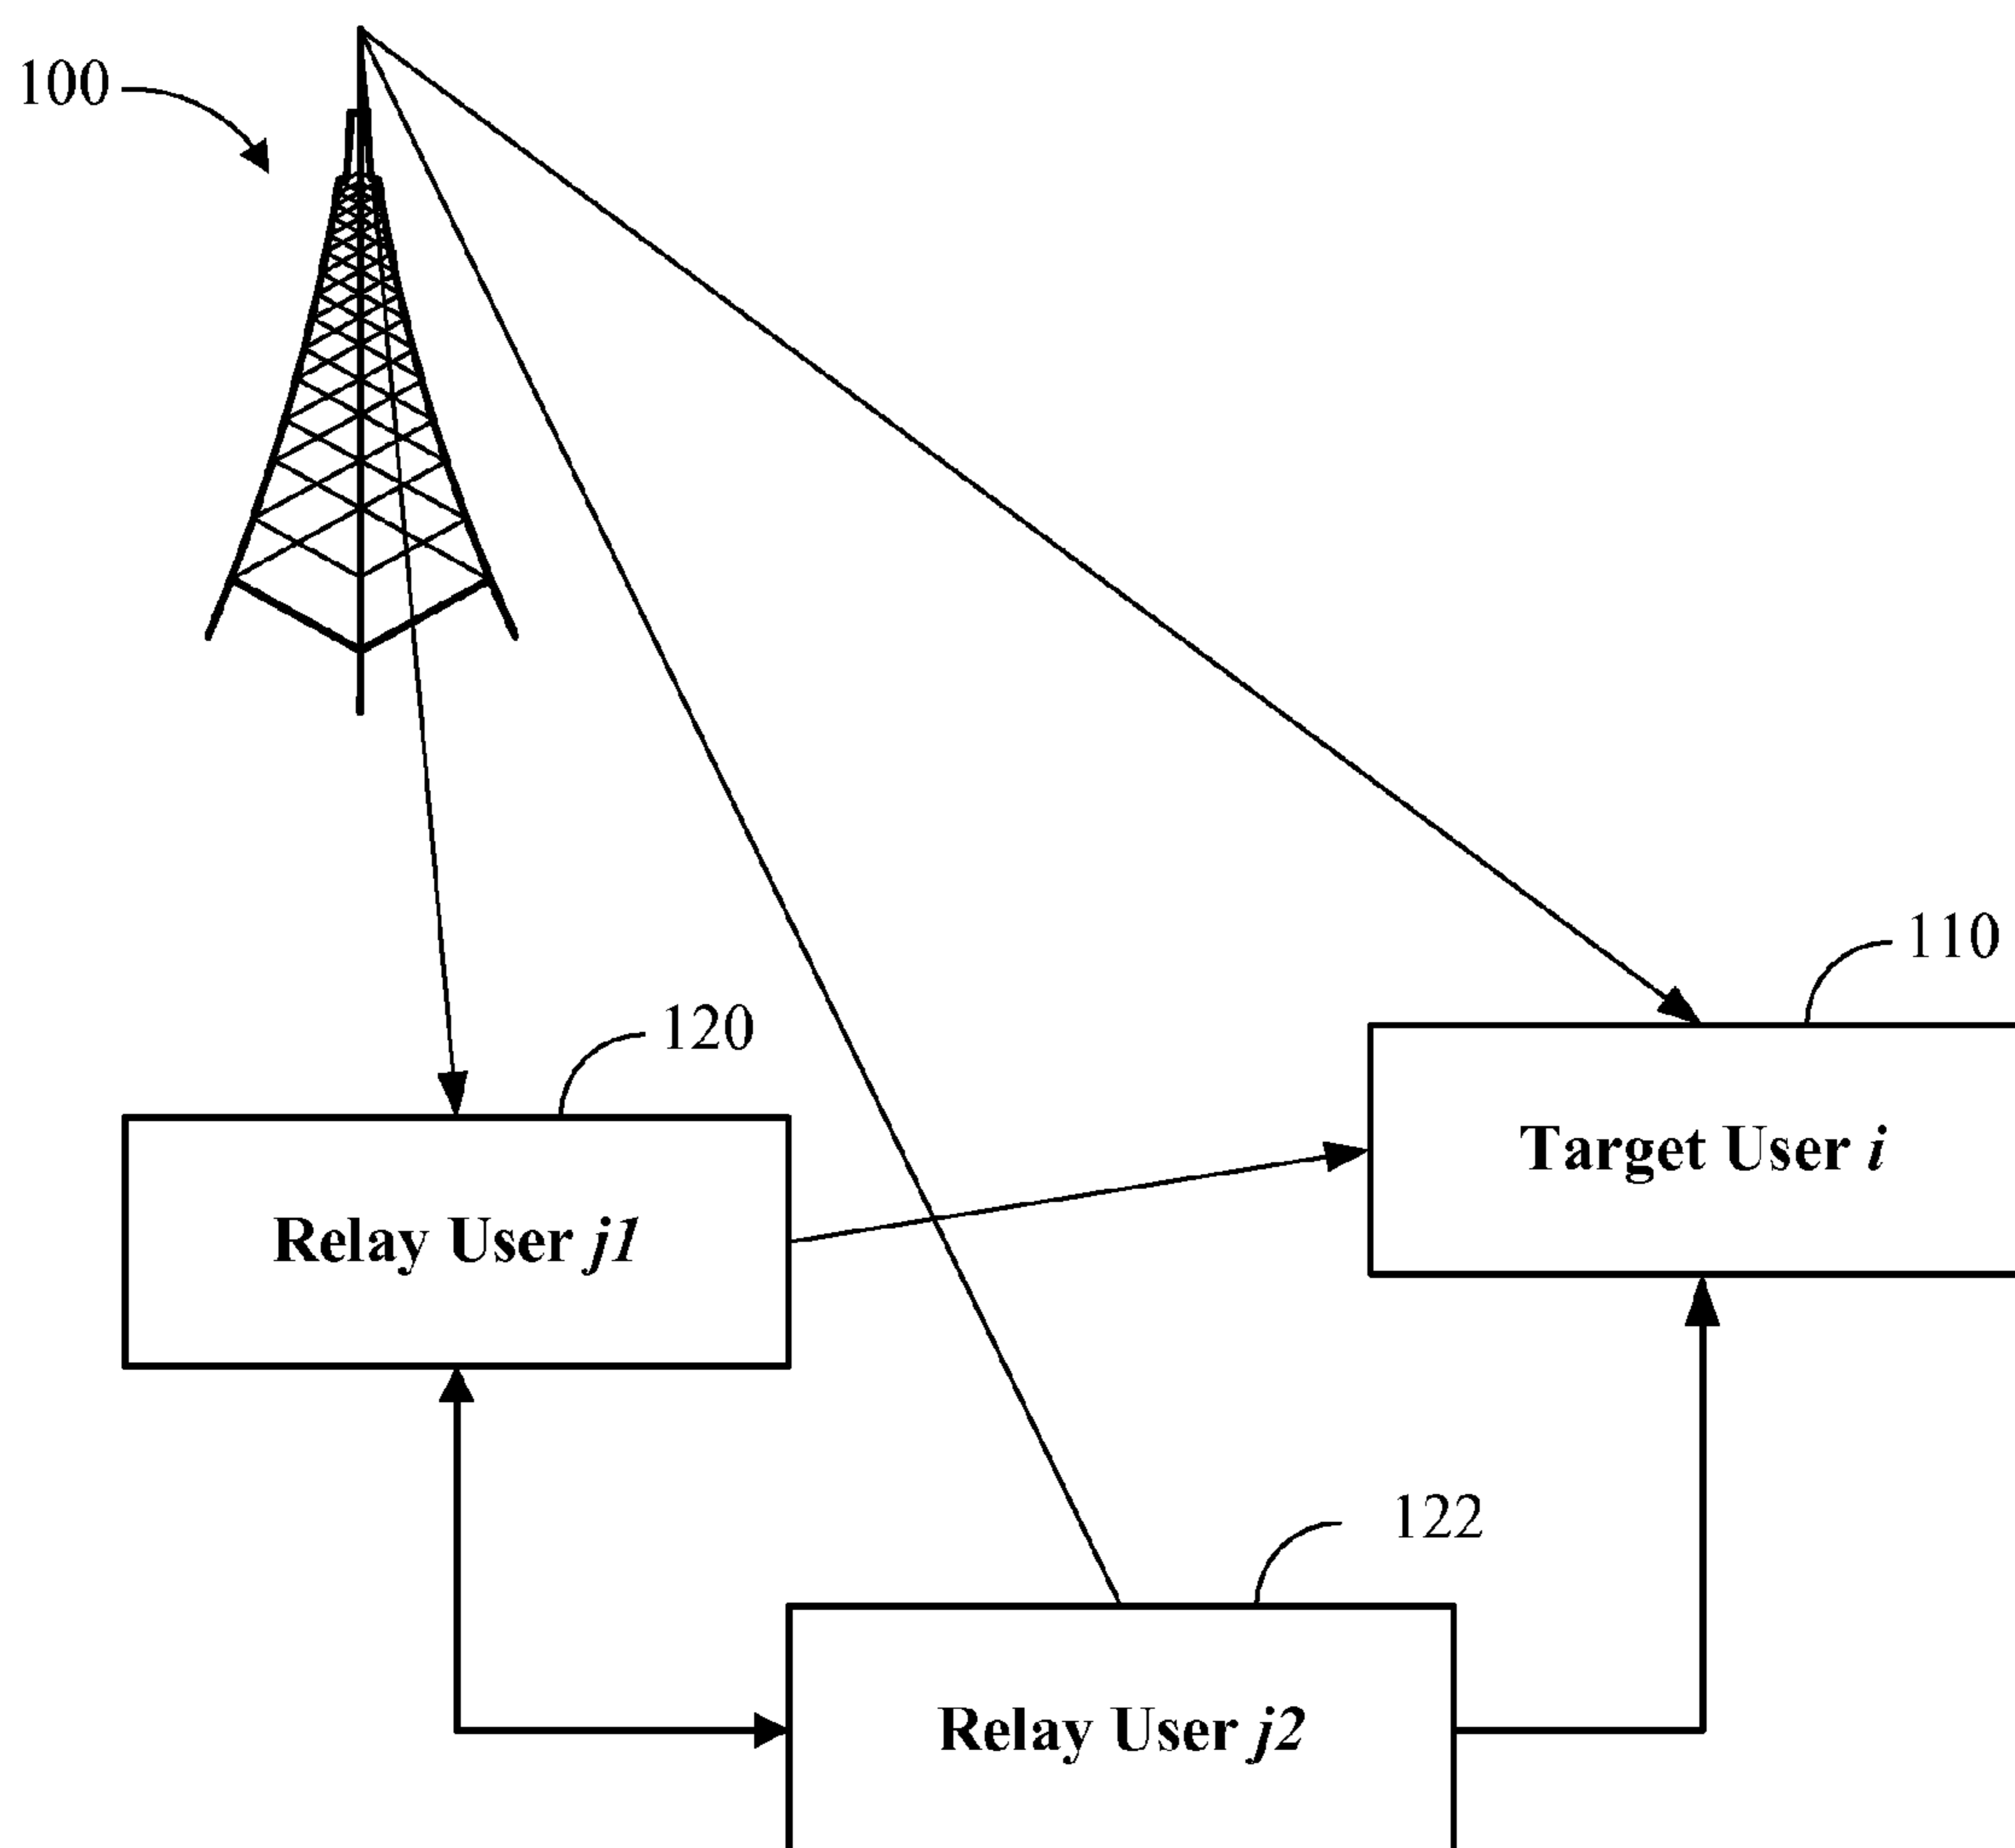 100
110
120
Target User i
Relay User j1
122
Relay User j2